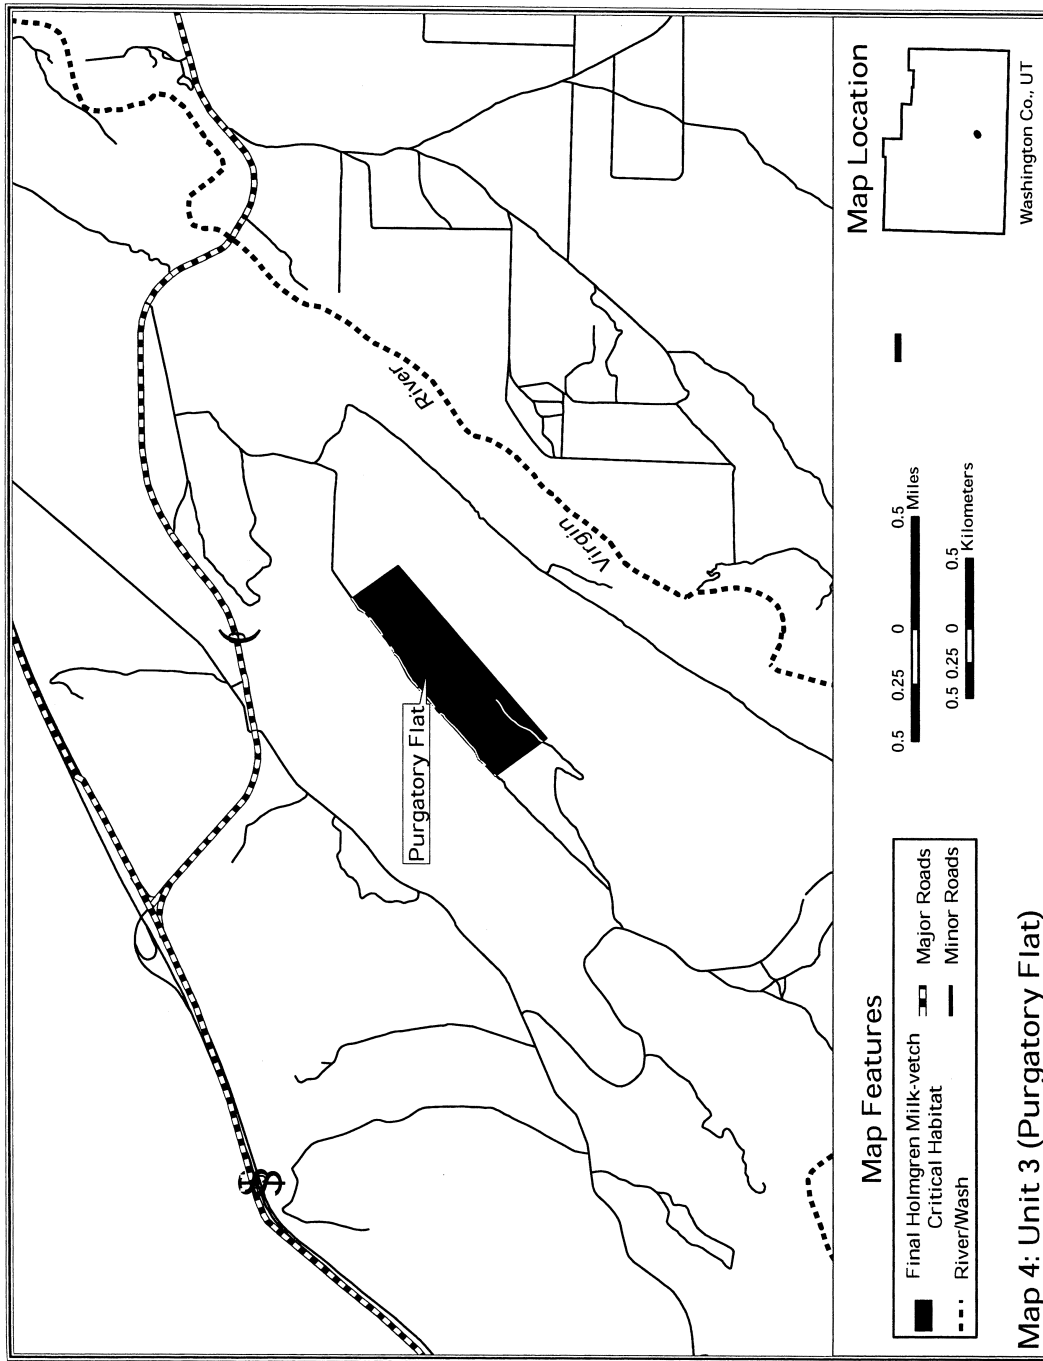 Purgatory Flat
River
Virgin
Map Features
Final Holmgren Milk-vetch
Critical Habitat
River/Wash
Major Roads
Minor Roads
0.5 0.25 0 0.5
Miles
0.5 0.25 0 0.5
Kilometers
Map Location
Washington Co., UT
Map 4: Unit 3 (Purgatory Flat)